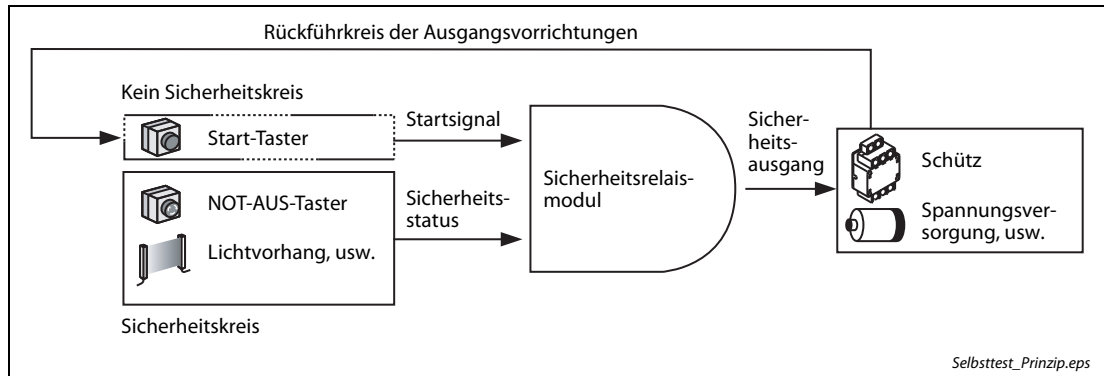 Rückführkreis der Ausgangsvorrichtungen
Kein Sicherheitskreis
Start-Taster
Startsignal
NOT-AUS-Taster
Lichtvorhang, usw.
Sicherheits-
status
Sicherheitskreis
Sicherheitsrelais-
modul
Sicher-
heits-
ausgang
Schütz
Spannungsver-
sorgung, usw.
Selbsttest_Prinzip.eps